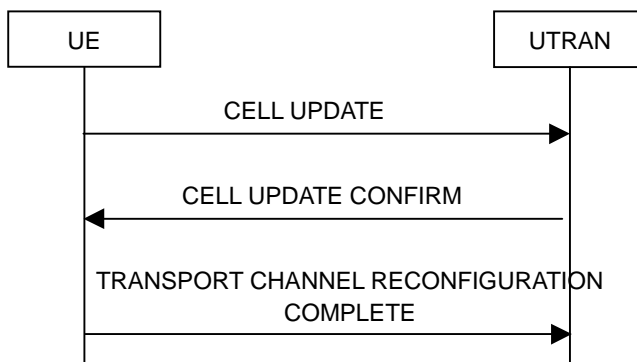 UE
UTRAN
CELL UPDATE
CELL UPDATE CONFIRM
TRANSPORT CHANNEL RECONFIGURATION
COMPLETE